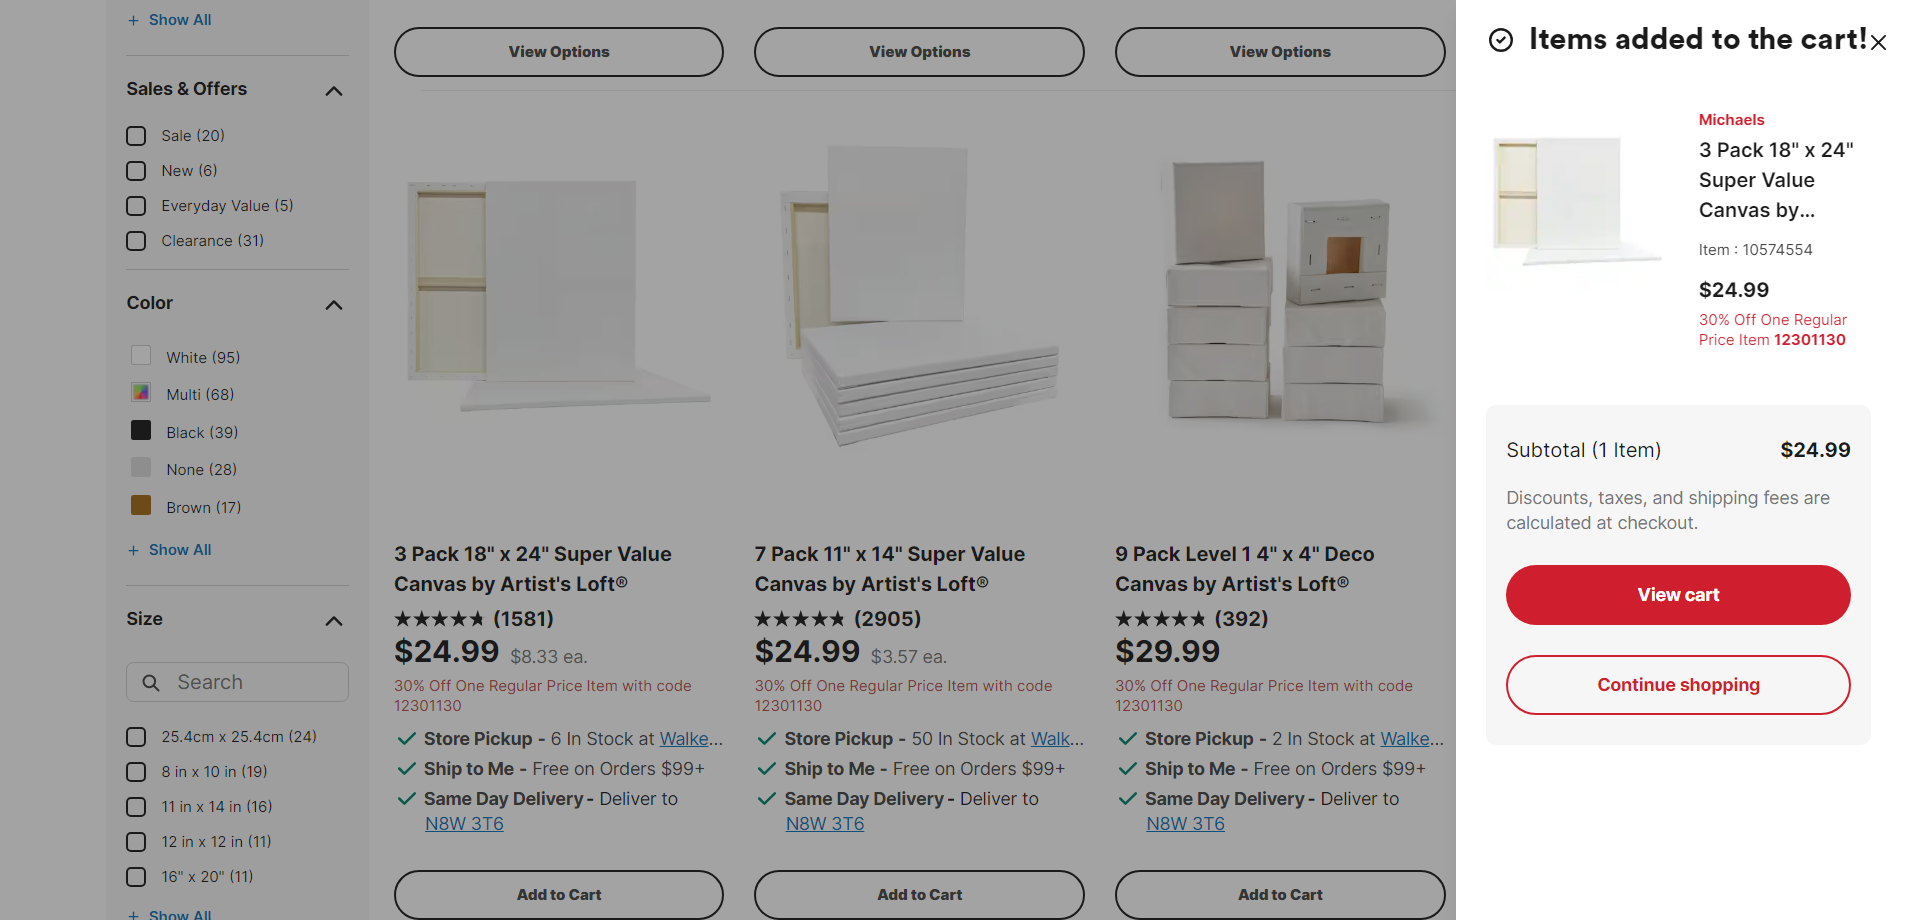 + Show All
Sales & Offers
Sale (20)
New (6)
Everyday Value (5)
Clearance (31)
Color
White (95)
Multi (68)
Black (39)
None (28)
Brown (17)
+ Show All
Size
Search
25.4cm x 25.4cm (24)
8 in x 10 in (19)
11 in x 14 in (16)
12 in x 12 in (11)
16" x 20" (11)
+ Show All
View Options
View Options
View Options
3 Pack 18" x 24" Super Value
Canvas by Artist's Loft®
(1581)
$24.99 $8.33 ea.
30% Off One Regular Price Item with code
12301130
Store Pickup - 6 In Stock at Walke...
Ship to Me - Free on Orders $99+
Same Day Delivery - Deliver to
N8W 3T6
Add to Cart
7 Pack 11" x 14" Super Value
Canvas by Artist's Loft®
(2905)
$24.99 $3.57 ea.
30% Off One Regular Price Item with code
12301130
Store Pickup - 50 In Stock at Walk...
Ship to Me - Free on Orders $99+
Same Day Delivery - Deliver to
N8W 3T6
Add to Cart
9 Pack Level 1 4" x 4" Deco
Canvas by Artist's Loft®
(392)
$29.99
30% Off One Regular Price Item with code
12301130
Store Pickup - 2 In Stock at Walke...
Ship to Me - Free on Orders $99+
Same Day Delivery - Deliver to
N8W 3T6
Add to Cart
Items added to the cart!
Michaels
3 Pack 18" x 24"
Super Value
Canvas by...
Item : 10574554
$24.99
30% Off One Regular
Price Item 12301130
Subtotal (1 Item) $24.99
Discounts, taxes, and shipping fees are
calculated at checkout.
View cart
Continue shopping